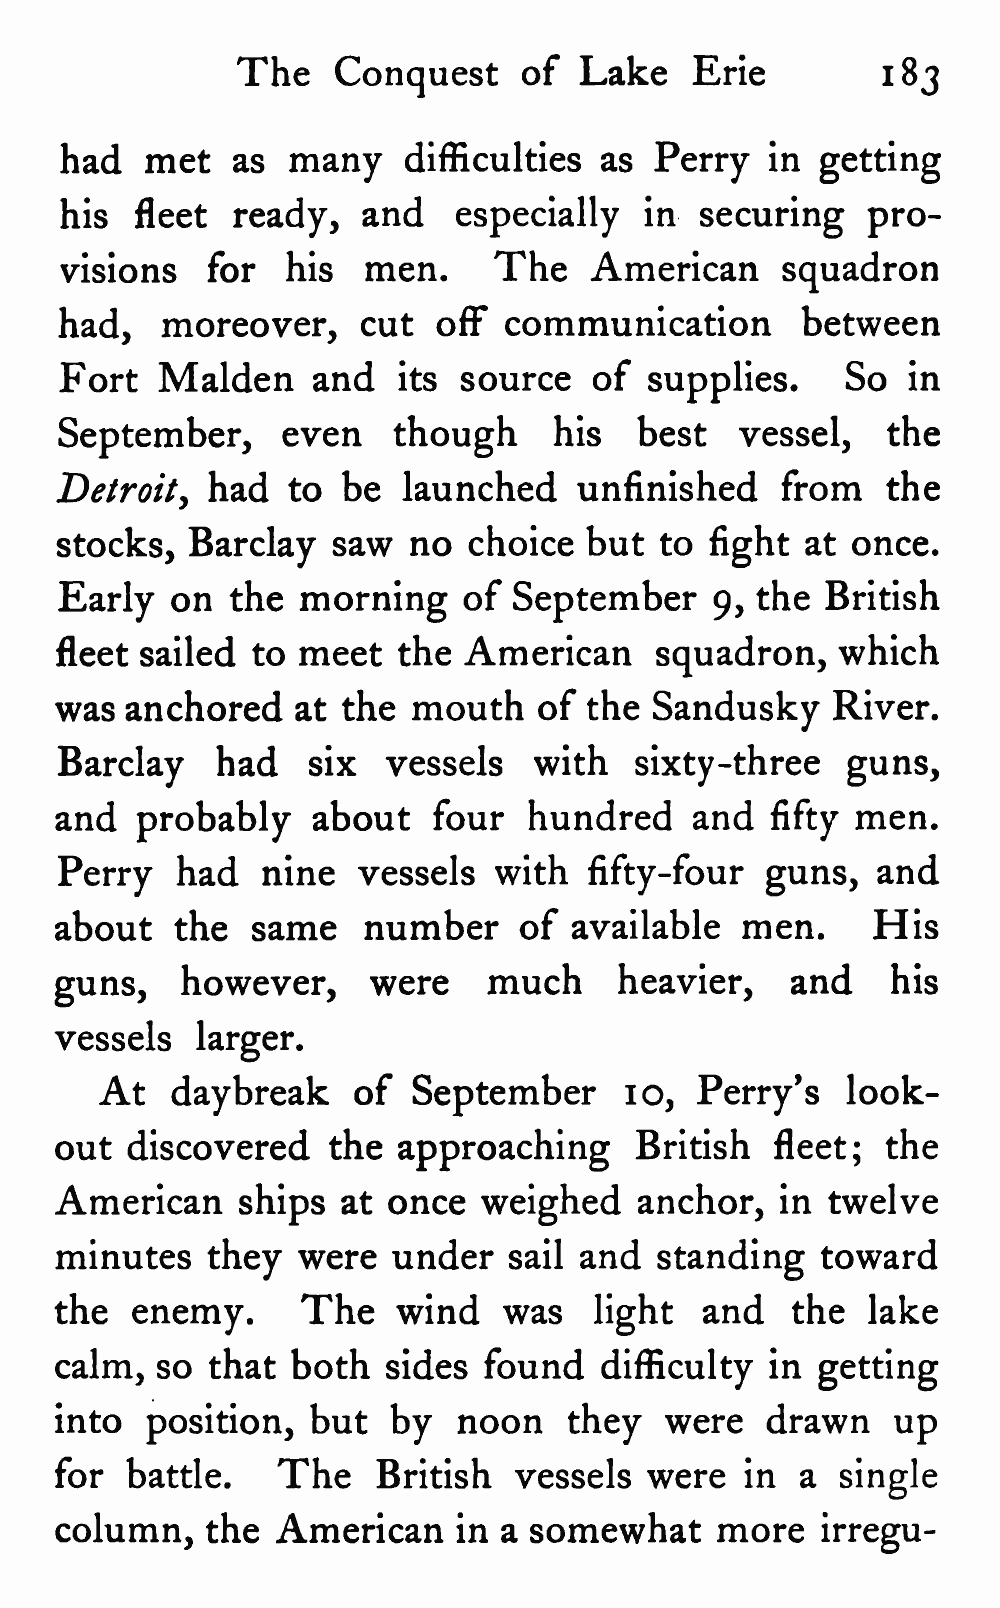 The Conquest of Lake Erie 183
had met as many difficulties as Perry in getting
his fleet ready, and especially in securing pro-
visions for his men. The American squadron
had, moreover, cut off communication between
Fort Malden and its source of supplies. So in
September, even though his best vessel, the
Detroit, had to be launched unfinished from the
stocks, Barclay saw no choice but to fight at once.
Early on the morning of September 9, the British
fleet sailed to meet the American squadron, which
was anchored at the mouth of the Sandusky River.
Barclay had six vessels with sixty-three guns,
and probably about four hundred and fifty men.
Perry had nine vessels with fifty-four guns, and
about the same number of available men. His
guns, however, were much heavier, and his
vessels larger.
At daybreak of September 10, Perry's look-
out discovered the approaching British fleet; the
American ships at once weighed anchor, in twelve
minutes they were under sail and standing toward
the enemy. The wind was light and the lake
calm, so that both sides found difficulty in getting
into position, but by noon they were drawn up
for battle. The British vessels were in a single
column, the American in a somewhat more irregu-